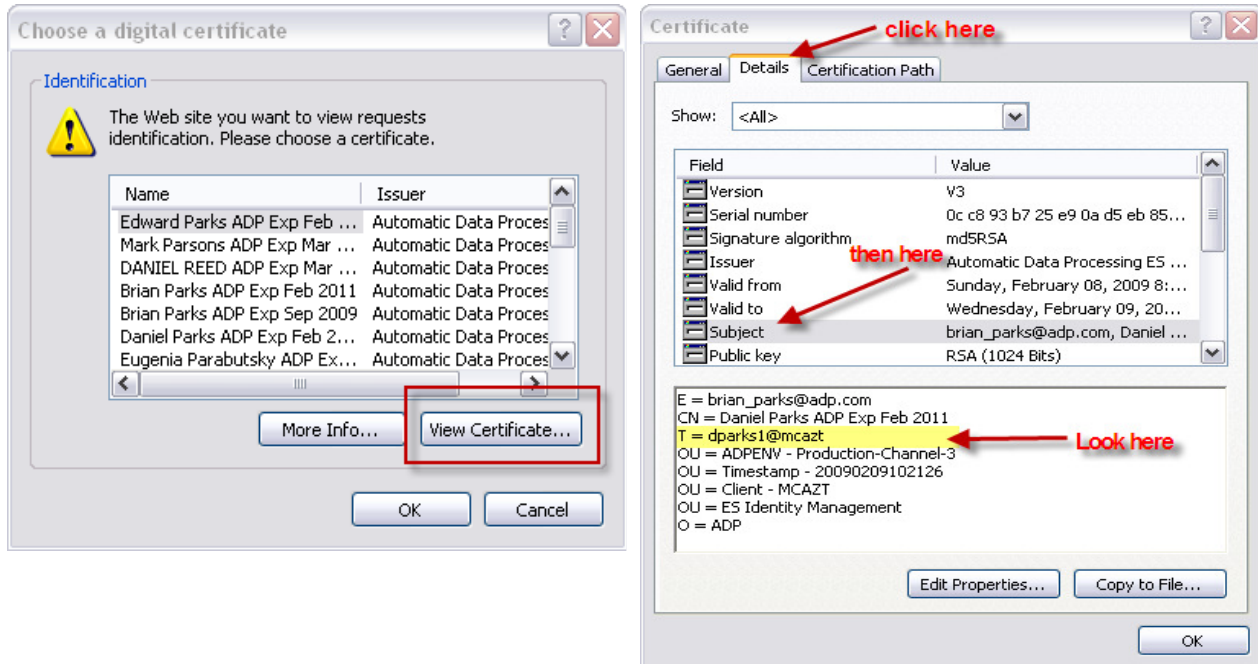 Choose a digital certificate
Identification
The Web site you want to view requests
identification. Please choose a certificate.
Name Issuer
Edward Parks ADP Exp Feb ... Automatic Data Proces
Mark Parsons ADP Exp Mar ... Automatic Data Proces
DANIEL REED ADP Exp Mar ... Automatic Data Proces
Brian Parks ADP Exp Feb 2011 Automatic Data Proces
Brian Parks ADP Exp Sep 2009 Automatic Data Proces
Daniel Parks ADP Exp Feb 2... Automatic Data Proces
Eugenia Parabutsky ADP Ex... Automatic Data Proces
More Info... View Certificate...
OK Cancel
Certificate
click here
General Details Certification Path
Show: <All>
Field Value
Version V3
Serial number 0c c8 93 b7 25 e9 0a d5 eb 85...
Signature algorithm md5RSA
then here
Issuer Automatic Data Processing ES ...
Valid from Sunday, February 08, 2009 8:...
Valid to Wednesday, February 09, 20...
Subject brian_parks@adp.com, Daniel ...
Public key RSA (1024 Bits)
E = brian_parks@adp.com
CN = Daniel Parks ADP Exp Feb 2011
T = dparks1@mcazt
Look here
OU = ADPENV - Production-Channel-3
OU = Timestamp - 20090209102126
OU = Client - MCAZT
OU = ES Identity Management
O = ADP
Edit Properties... Copy to File...
OK